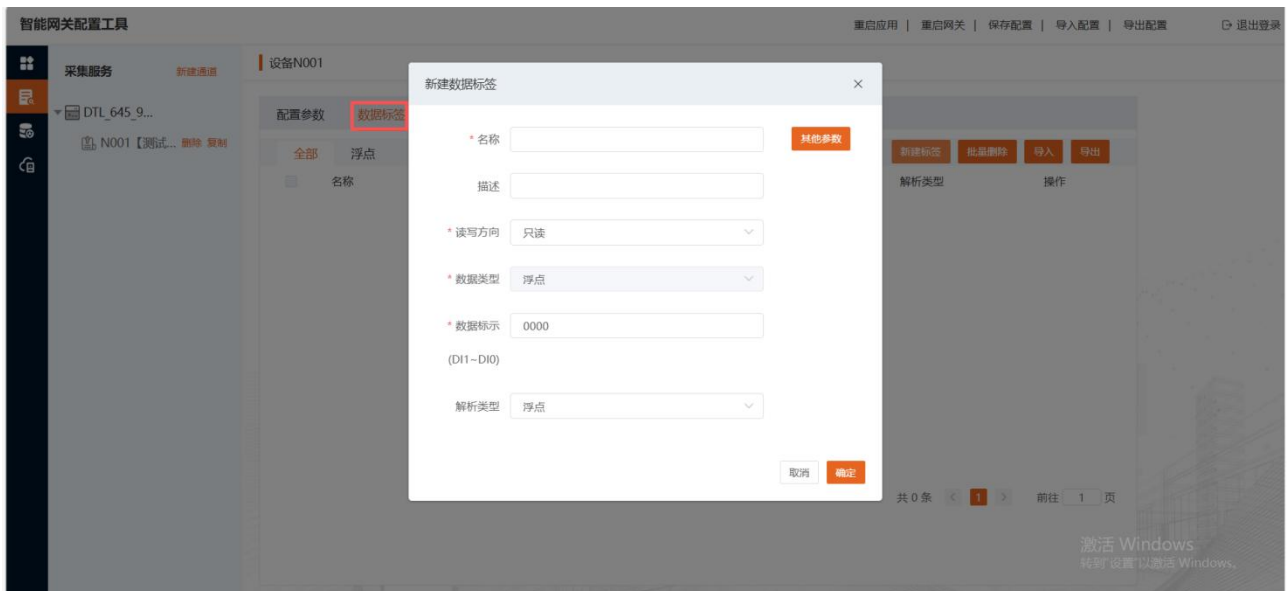 智能网关配置工具
重启应用 | 重启网关 | 保存配置 | 导入配置 | 导出配置
退出登录
采集服务 新建通道
DTL_645_9...
N001【测试... 删除 复制
设备N001
配置参数 数据标签
全部 浮点
新建标签 批量删除 导入 导出
名称 解析类型 操作
新建数据标签
* 名称
其他参数
描述
* 读写方向 只读
* 数据类型 浮点
* 数据标示 0000
(DI1~DI0)
解析类型 浮点
取消 确定
共 0 条 < 1 > 前往 1 页
激活 Windows
转到"设置"以激活 Windows。